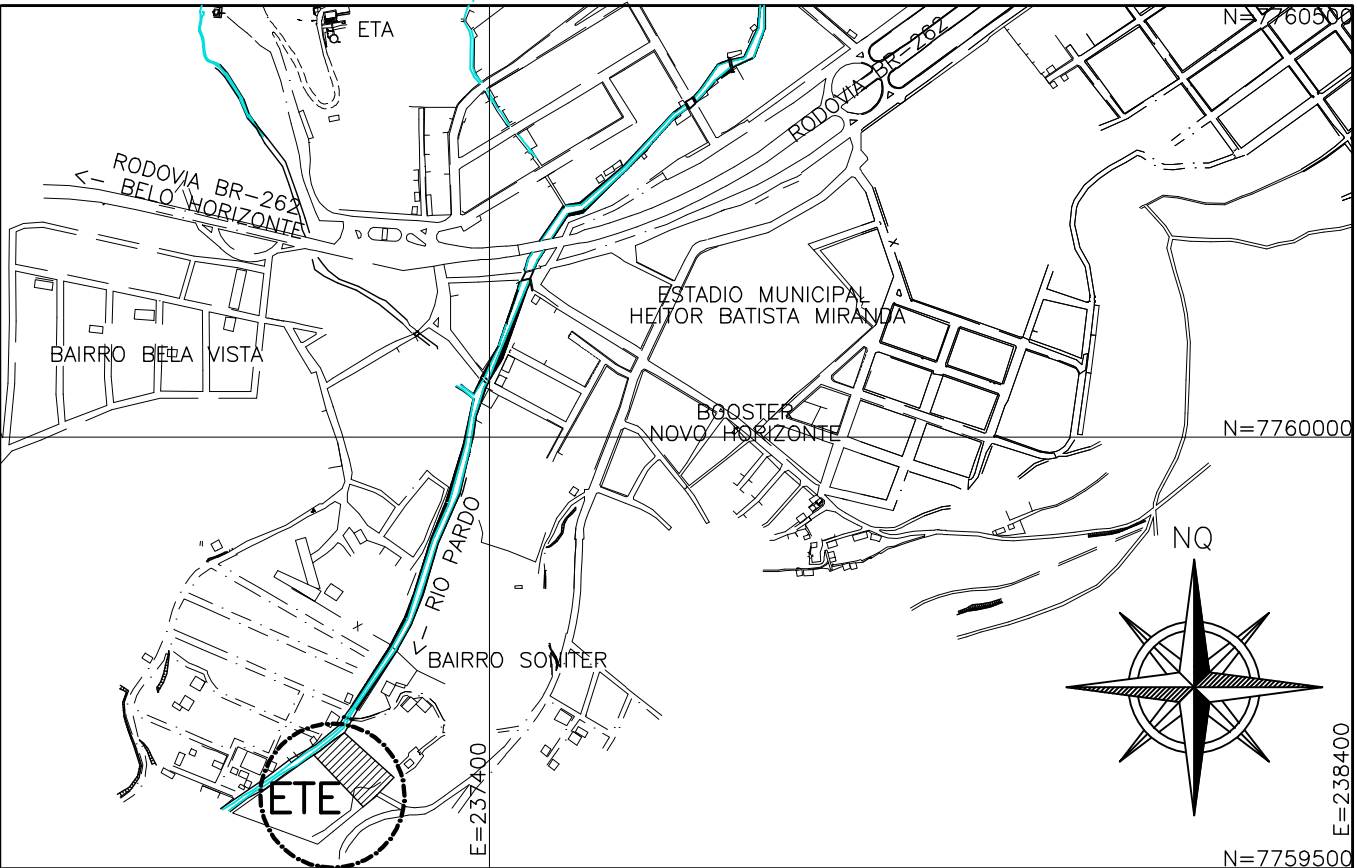 N=7760500
ETA
RODOVIA BR-262
RODOVIA BR-262
<- BELO HORIZONTE
ESTADIO MUNICIPAL
HEITOR BATISTA MIRANDA
BAIRRO BELA VISTA
BOOSTER
NOVO HORIZONTE
N=7760000
<- RIO PARDO
NQ
BAIRRO SONITER
ETE
E=237400
E=238400
N=7759500